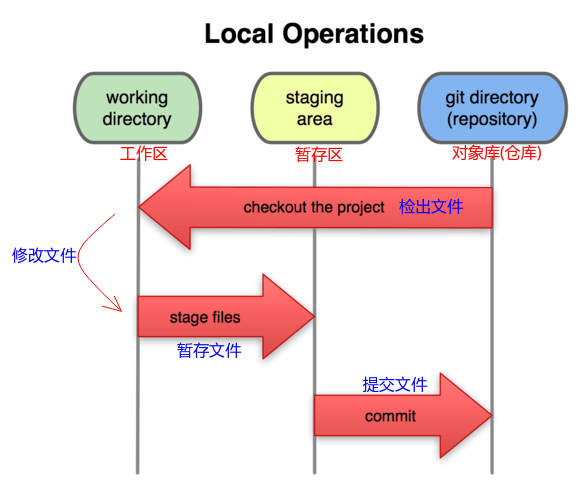 Local Operations
working
directory
staging
area
git directory
(repository)
工作区
暂存区
对象库(仓库)
checkout the project 检出文件
修改文件
stage files
暂存文件
提交文件
commit